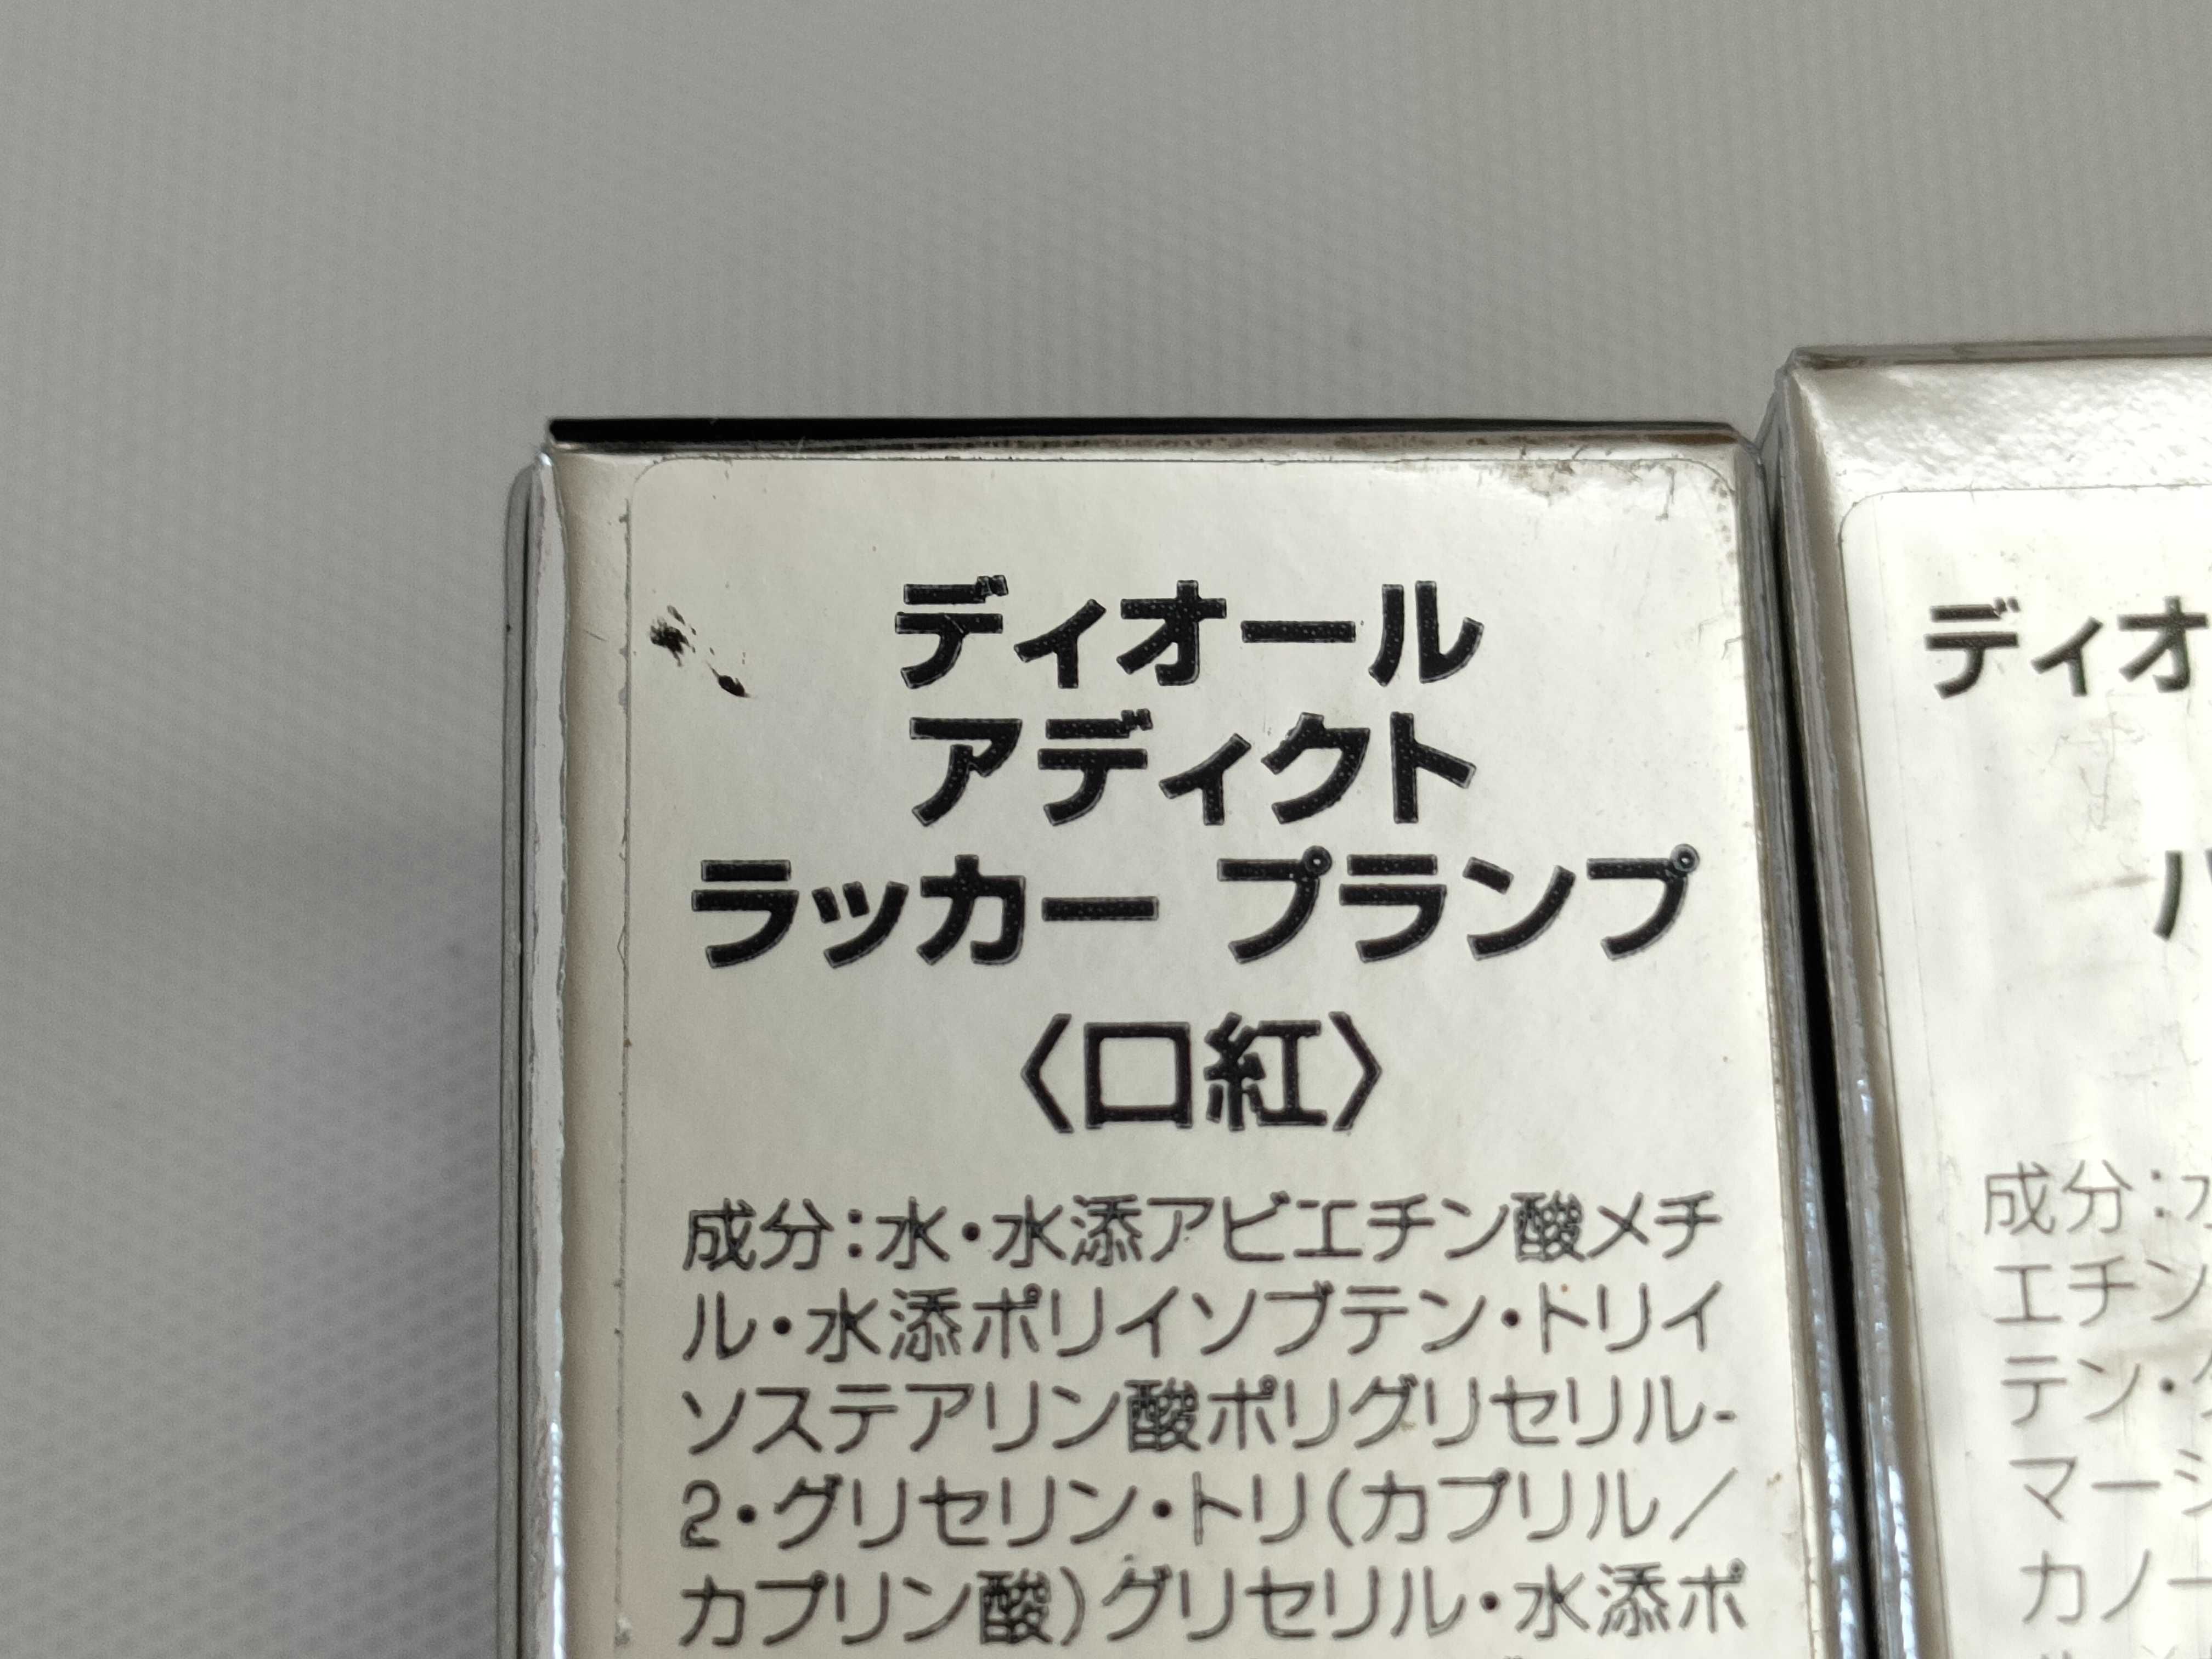 ディオール
アディクト
ラッカー プランプ
〈口紅〉
成分：水・水添アビエチン酸メチ
ル・水添ポリイソブテン・トリイ
ソステアリン酸ポリグリセリル-
2・グリセリン・トリ(カプリル／
カプリン酸)グリセリル・水添ポ
ディオ
成分：水
エチン
テン・
マー
カノー